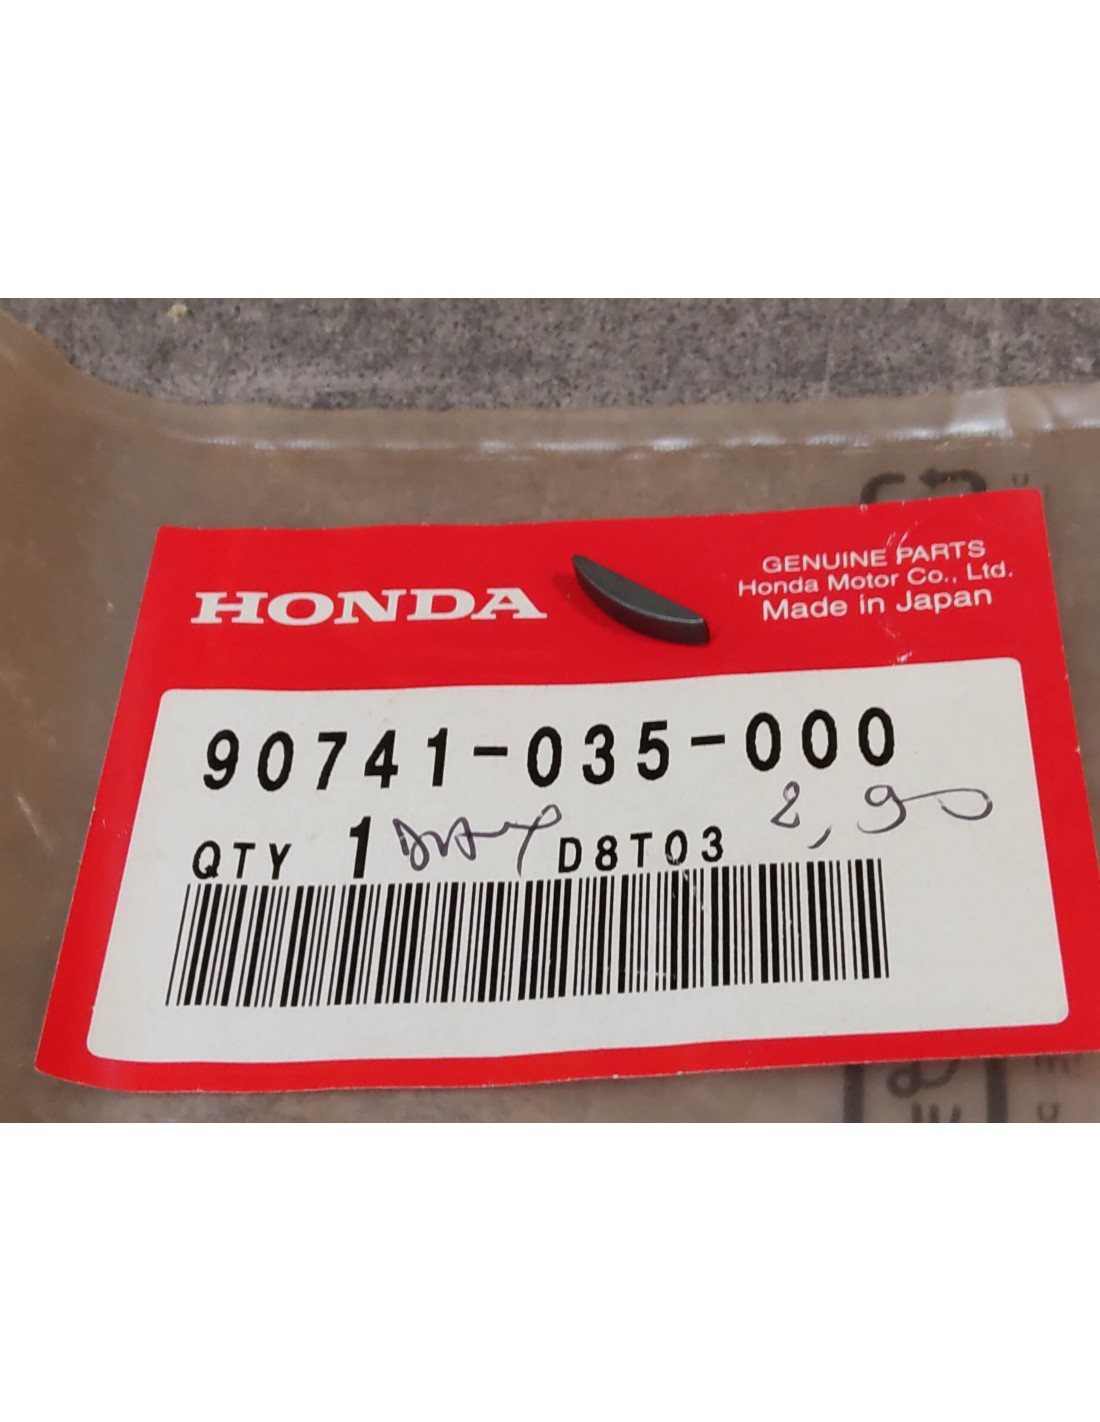 HONDA
GENUINE PARTS
Honda Motor Co., Ltd.
Made in Japan
90741-035-000
QTY 1 D8T03 2,90